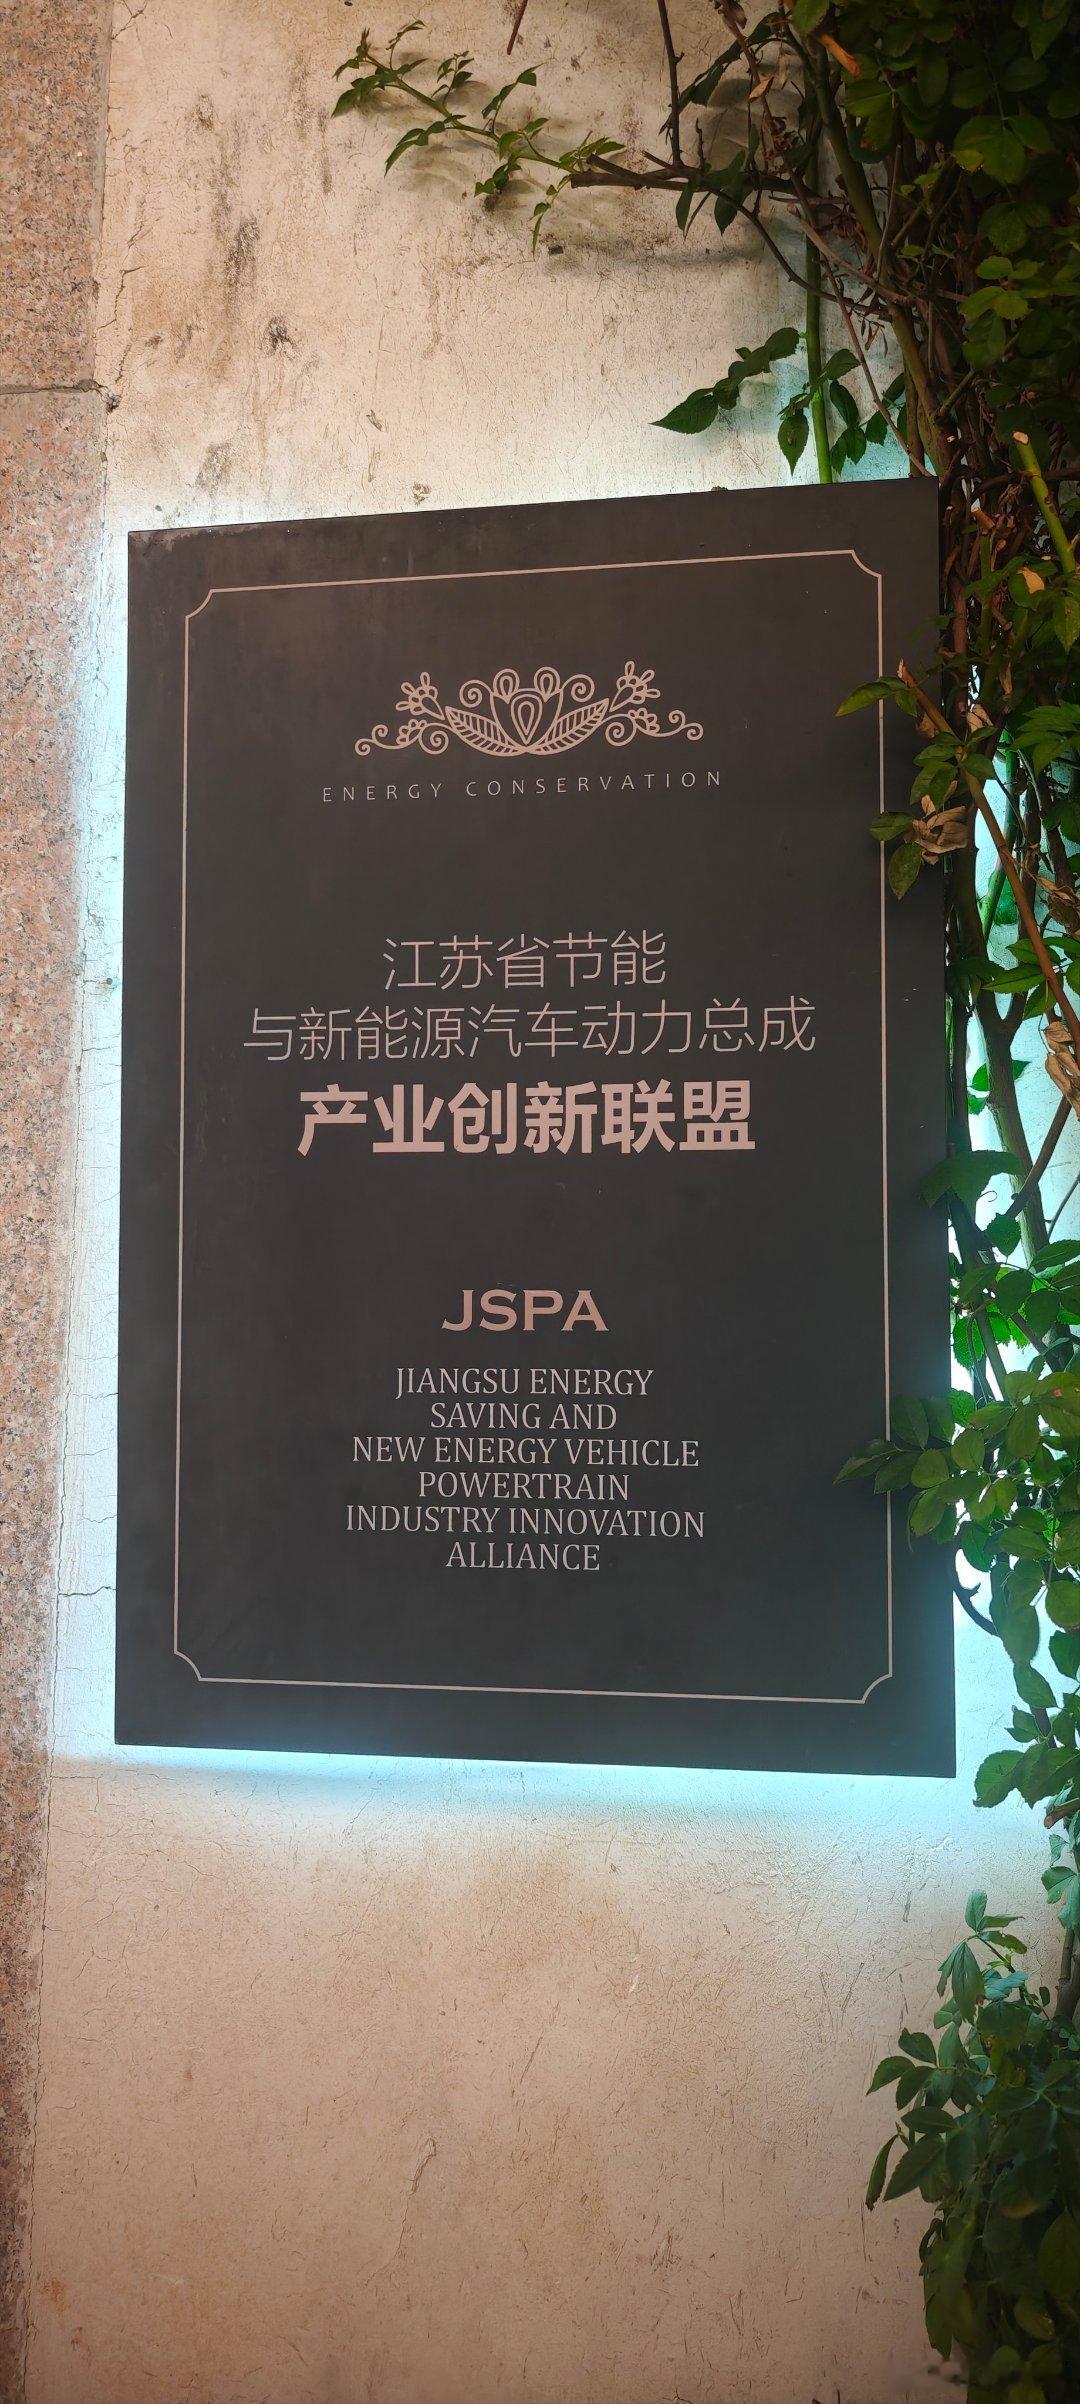 ENERGY CONSERVATION
江苏省节能
与新能源汽车动力总成
产业创新联盟
JSPA
JIANGSU ENERGY
SAVING AND
NEW ENERGY VEHICLE
POWERTRAIN
INDUSTRY INNOVATION
ALLIANCE